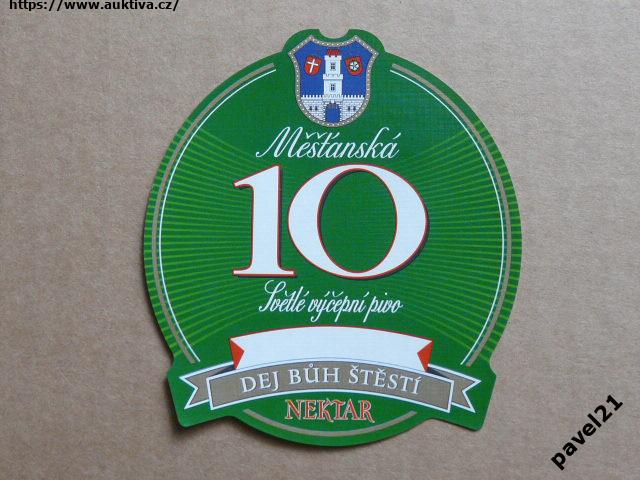 https://www.auktiva.cz/
Měšťanská
10
Světlé výčepní pivo
DEJ BŮH ŠTĚSTÍ
NEKTAR
pavel21